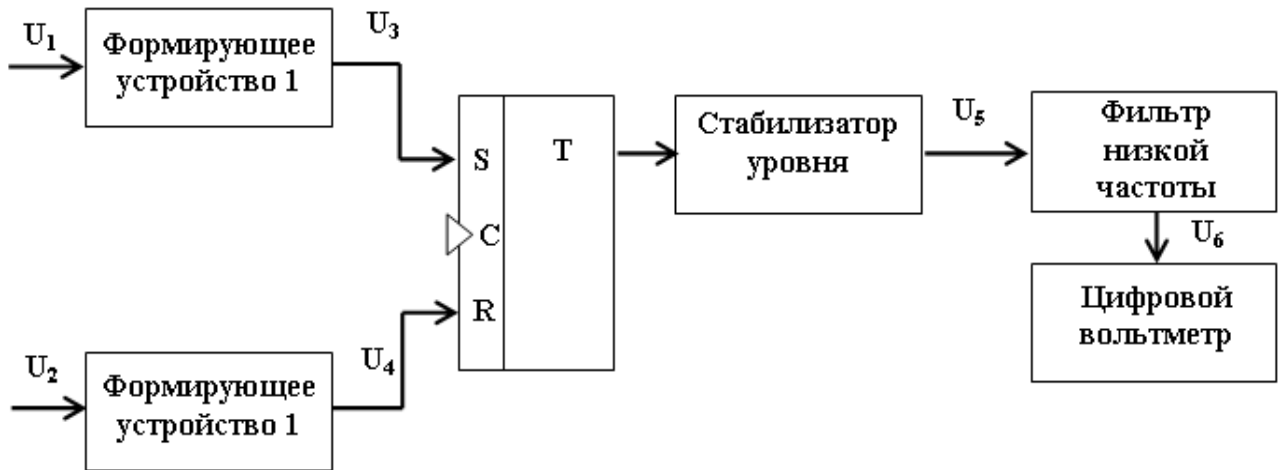 U₁
Формирующее
устройство 1
U₃
S
C
R
T
Стабилизатор
уровня
U₅
Фильтр
низкой
частоты
U₆
Цифровой
вольтметр
U₂
Формирующее
устройство 1
U₄